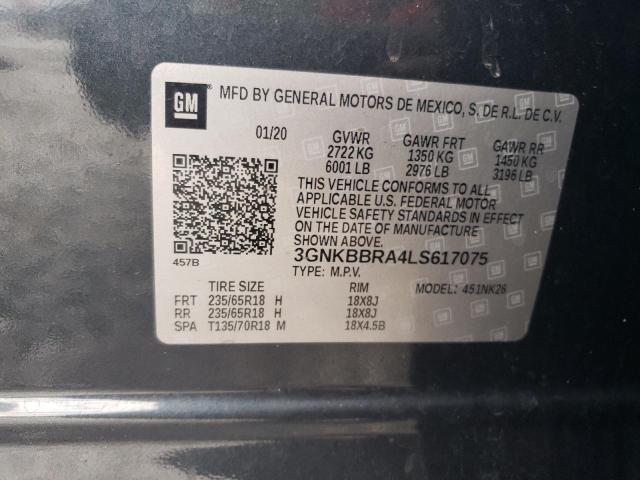 GM
MFD BY GENERAL MOTORS DE MEXICO, S. DE R.L. DE C.V.
01/20 GVWR GAWR FRT GAWR RR
2722 KG 1350 KG 1450 KG
6001 LB 2976 LB 3196 LB
THIS VEHICLE CONFORMS TO ALL
APPLICABLE U.S. FEDERAL MOTOR
VEHICLE SAFETY STANDARDS IN EFFECT
ON THE DATE OF MANUFACTURE
SHOWN ABOVE.
457B
3GNKBBRA4LS617075
TYPE: M.P.V. MODEL: 451NK26
TIRE SIZE RIM
FRT 235/65R18 H 18X8J
RR 235/65R18 H 18X8J
SPA T135/70R18 M 18X4.5B